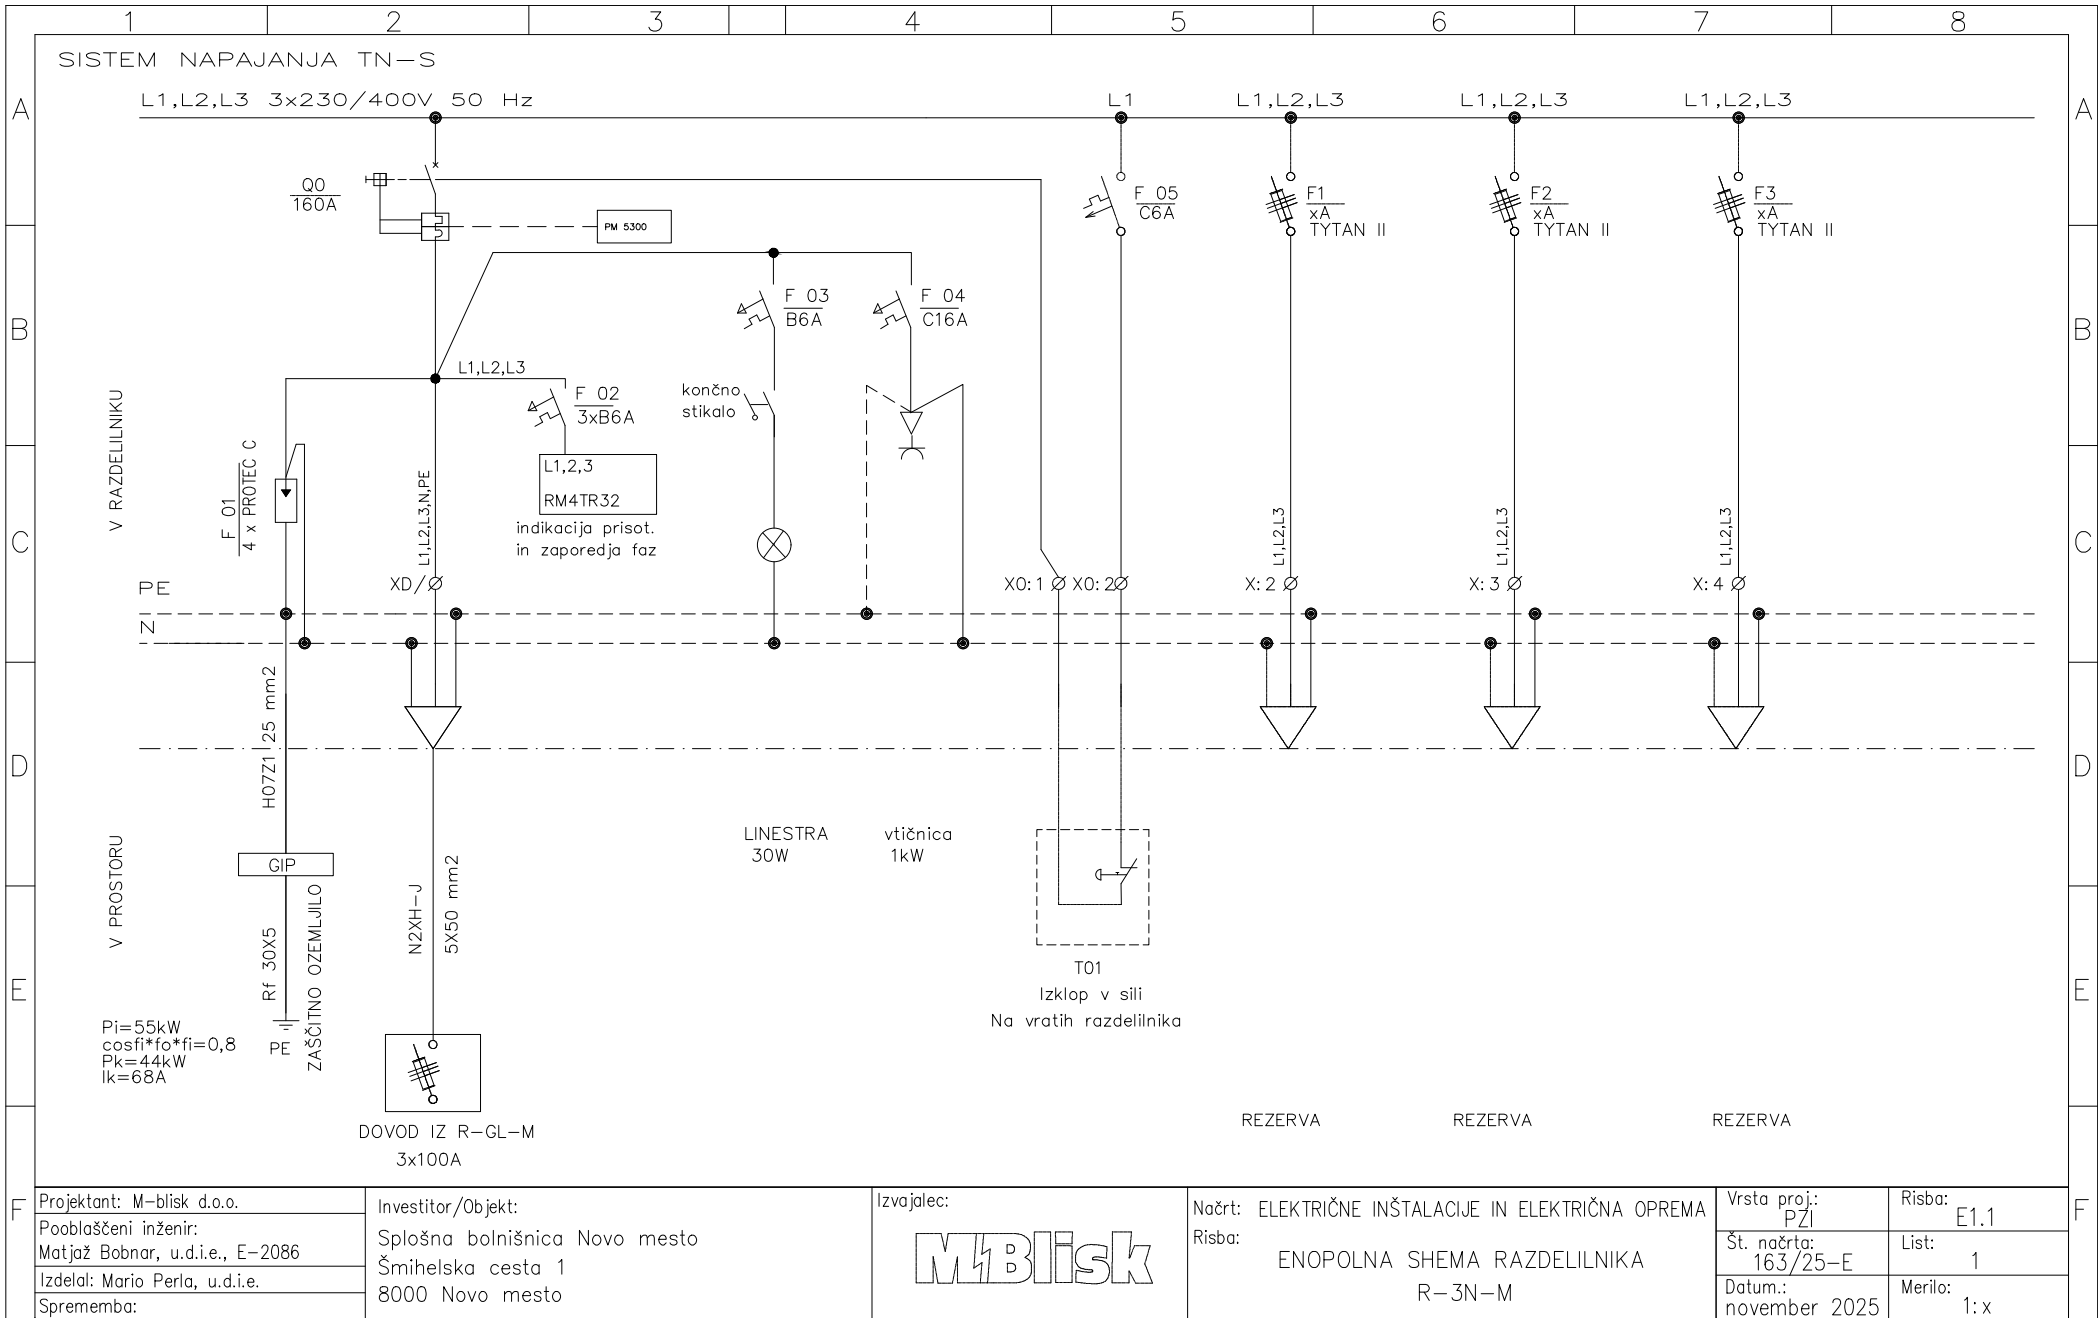 1 2 3 4 5 6 7 8
SISTEM NAPAJANJA TN-S
L1,L2,L3 3x230/400V 50 Hz
L1
L1,L2,L3
L1,L2,L3
L1,L2,L3
A
A
Q0
160A
PM 5300
F 05
C6A
F1
xA
TYTAN II
F2
xA
TYTAN II
F3
xA
TYTAN II
B
B
F 03
B6A
F 04
C16A
L1,L2,L3
F 02
3xB6A
končno
stikalo
V RAZDELILNIKU
F 01
4 x PROTEC C
L1,L2,L3,N,PE
L1,2,3
RM4TR32
indikacija prisot.
in zaporedja faz
L1,L2,L3
L1,L2,L3
L1,L2,L3
C
C
PE
XD/
X0:1
X0:2
X:2
X:3
X:4
N
H07Z1 25 mm2
D
D
V PROSTORU
GIP
LINESTRA
30W
vtičnica
1kW
N2XH-J
5X50 mm2
Rf 30X5
ZAŠČITNO OZEMLJILO
T01
Izklop v sili
Na vratih razdelilnika
E
E
Pi=55kW
cosfi*fo*fi=0,8
Pk=44kW
Ik=68A
PE
DOVOD IZ R-GL-M
3x100A
REZERVA
REZERVA
REZERVA
F
F
Projektant: M-blisk d.o.o.
Pooblaščeni inženir:
Matjaž Bobnar, u.d.i.e., E-2086
Izdelal: Mario Perla, u.d.i.e.
Sprememba:
Investitor/Objekt:
Splošna bolnišnica Novo mesto
Šmihelska cesta 1
8000 Novo mesto
Izvajalec:
MBlisk
Načrt: ELEKTRIČNE INŠTALACIJE IN ELEKTRIČNA OPREMA
Risba:
ENOPOLNA SHEMA RAZDELILNIKA
R-3N-M
Vrsta proj.:
PZI
Št. načrta:
163/25-E
Datum.:
november 2025
Risba:
E1.1
List:
1
Merilo:
1:x